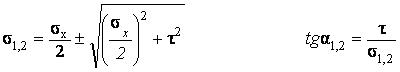 σ₁,₂ = σₓ/2 ± √((σₓ/2)² + τ²) tgα₁,₂ = τ/σ₁,₂